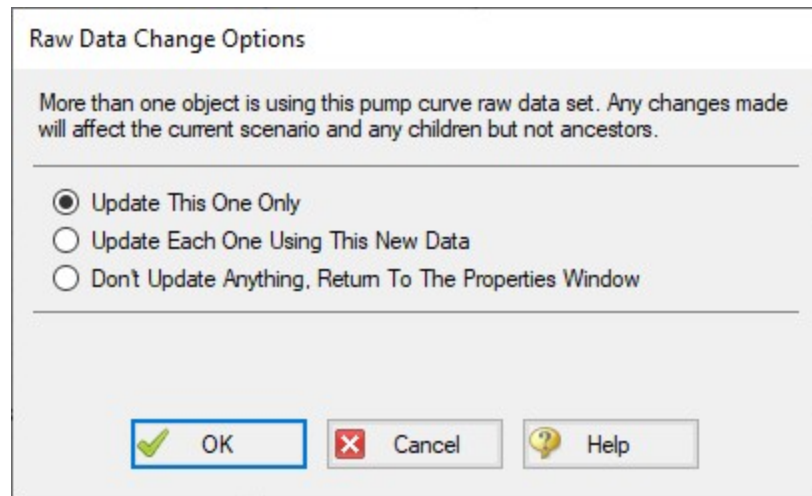 Raw Data Change Options
More than one object is using this pump curve raw data set. Any changes made
will affect the current scenario and any children but not ancestors.
Update This One Only
Update Each One Using This New Data
Don't Update Anything, Return To The Properties Window
OK Cancel Help